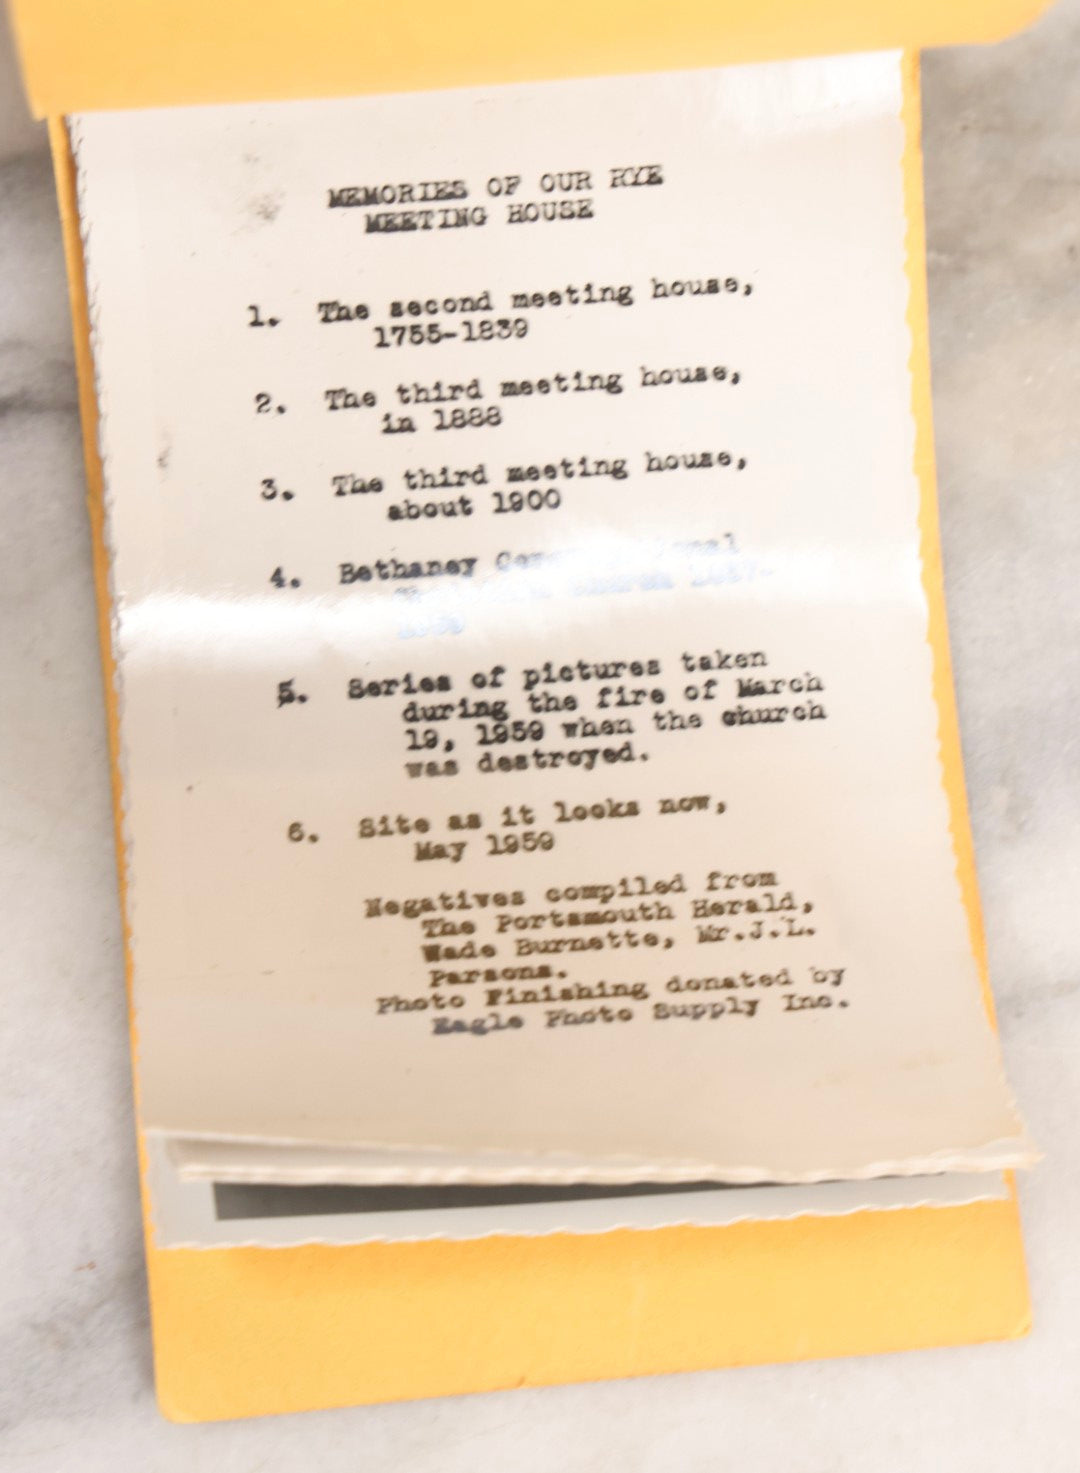 MEMORIES OF OUR RYE
MEETING HOUSE
1. The second meeting house,
1755-1839
2. The third meeting house,
in 1888
3. The third meeting house,
about 1900
4. Bethaney
5. Series of pictures taken
during the fire of March
19, 1959 when the church
was destroyed.
6. Site as it looks now,
May 1959
Negatives compiled from
The Portsmouth Herald,
Wade Burnette, Mr.J.L.
Parsons.
Photo Finishing donated by
Eagle Photo Supply Inc.